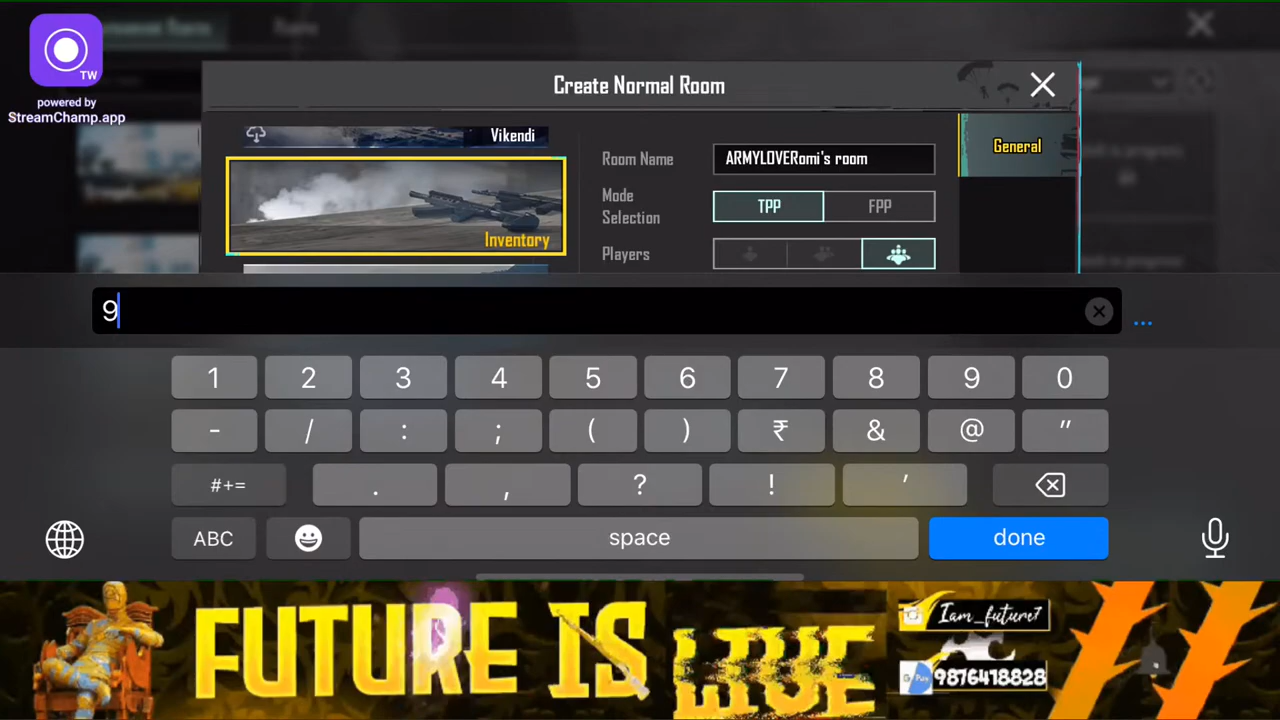 TW
powered by
StreamChamp.app
Create Normal Room
Vikendi
Inventory
Room Name
ARMYLOVERomi's room
General
Mode
Selection
TPP
FPP
Players
9
...
1 2 3 4 5 6 7 8 9 0
- / : ; ( ) ₹ & @ "
#+= . , ? ! '
ABC
space
done
FUTURE IS LIVE
Iam_future7
G Pay
9876418828